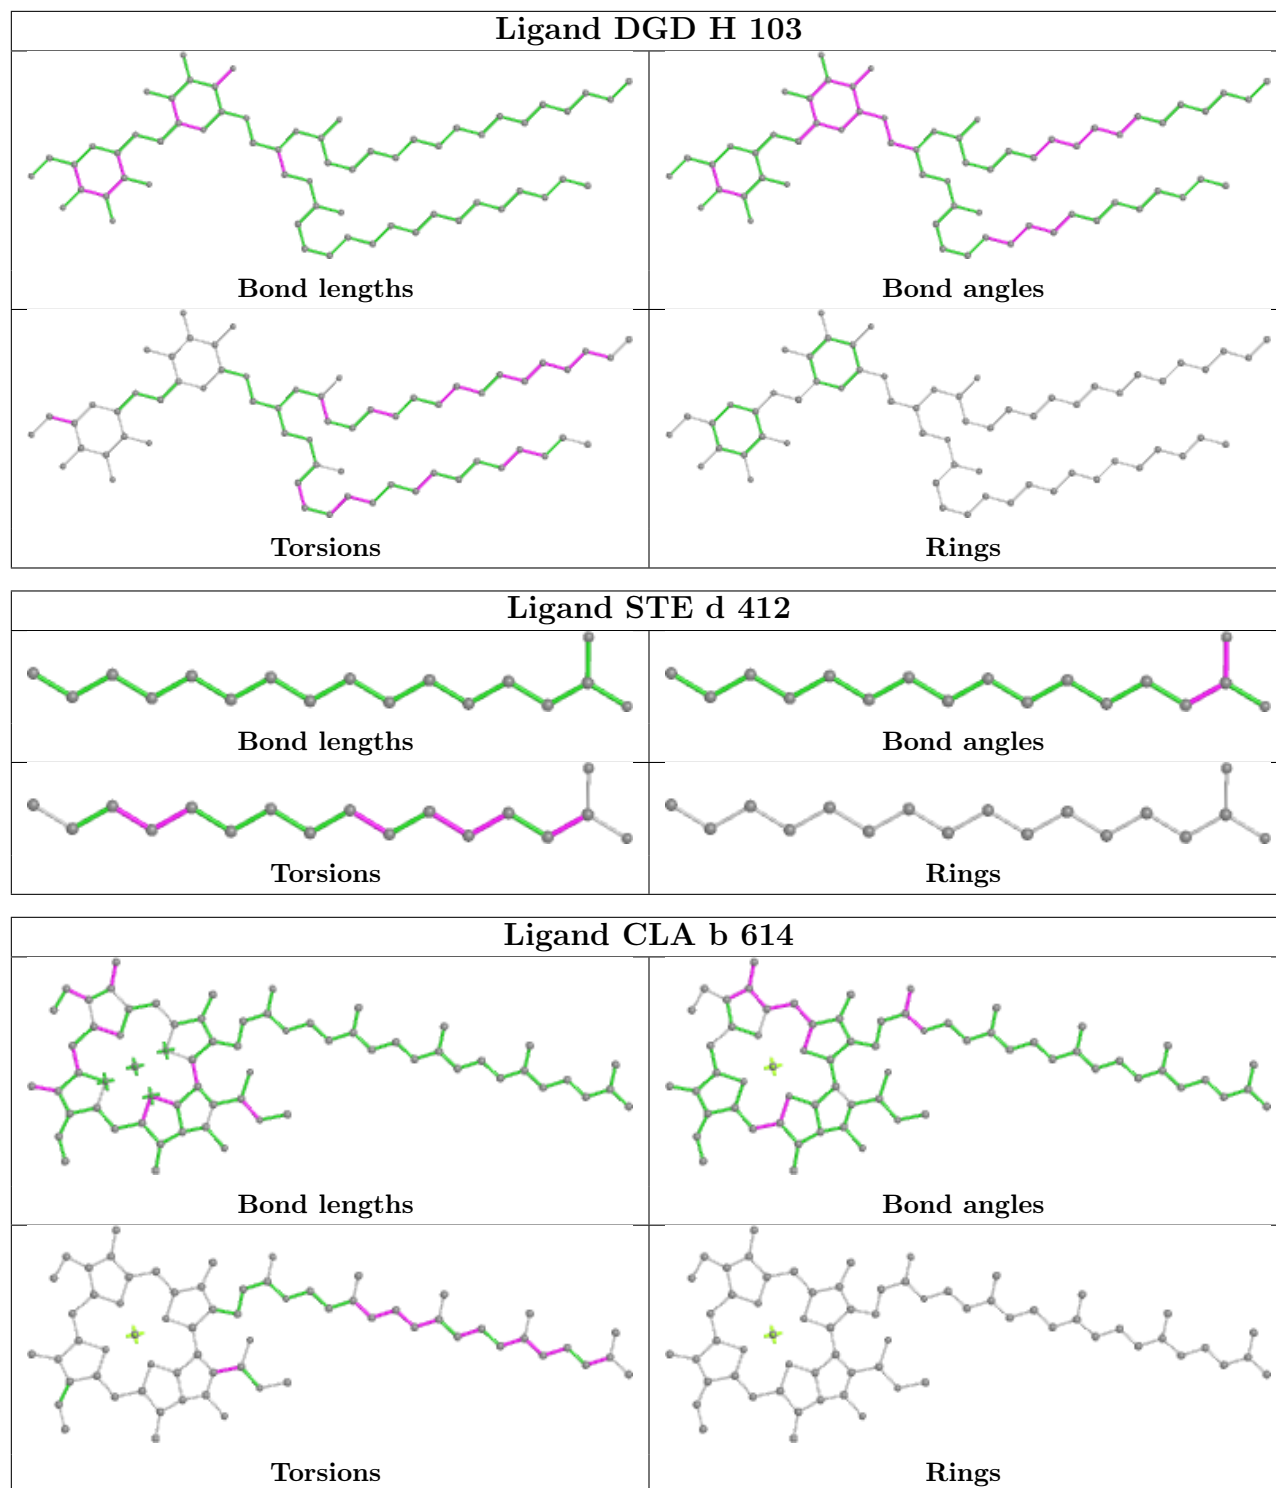 Ligand DGD H 103
Bond lengths
Bond angles
Torsions
Rings
Ligand STE d 412
Bond lengths
Bond angles
Torsions
Rings
Ligand CLA b 614
Bond lengths
Bond angles
Torsions
Rings